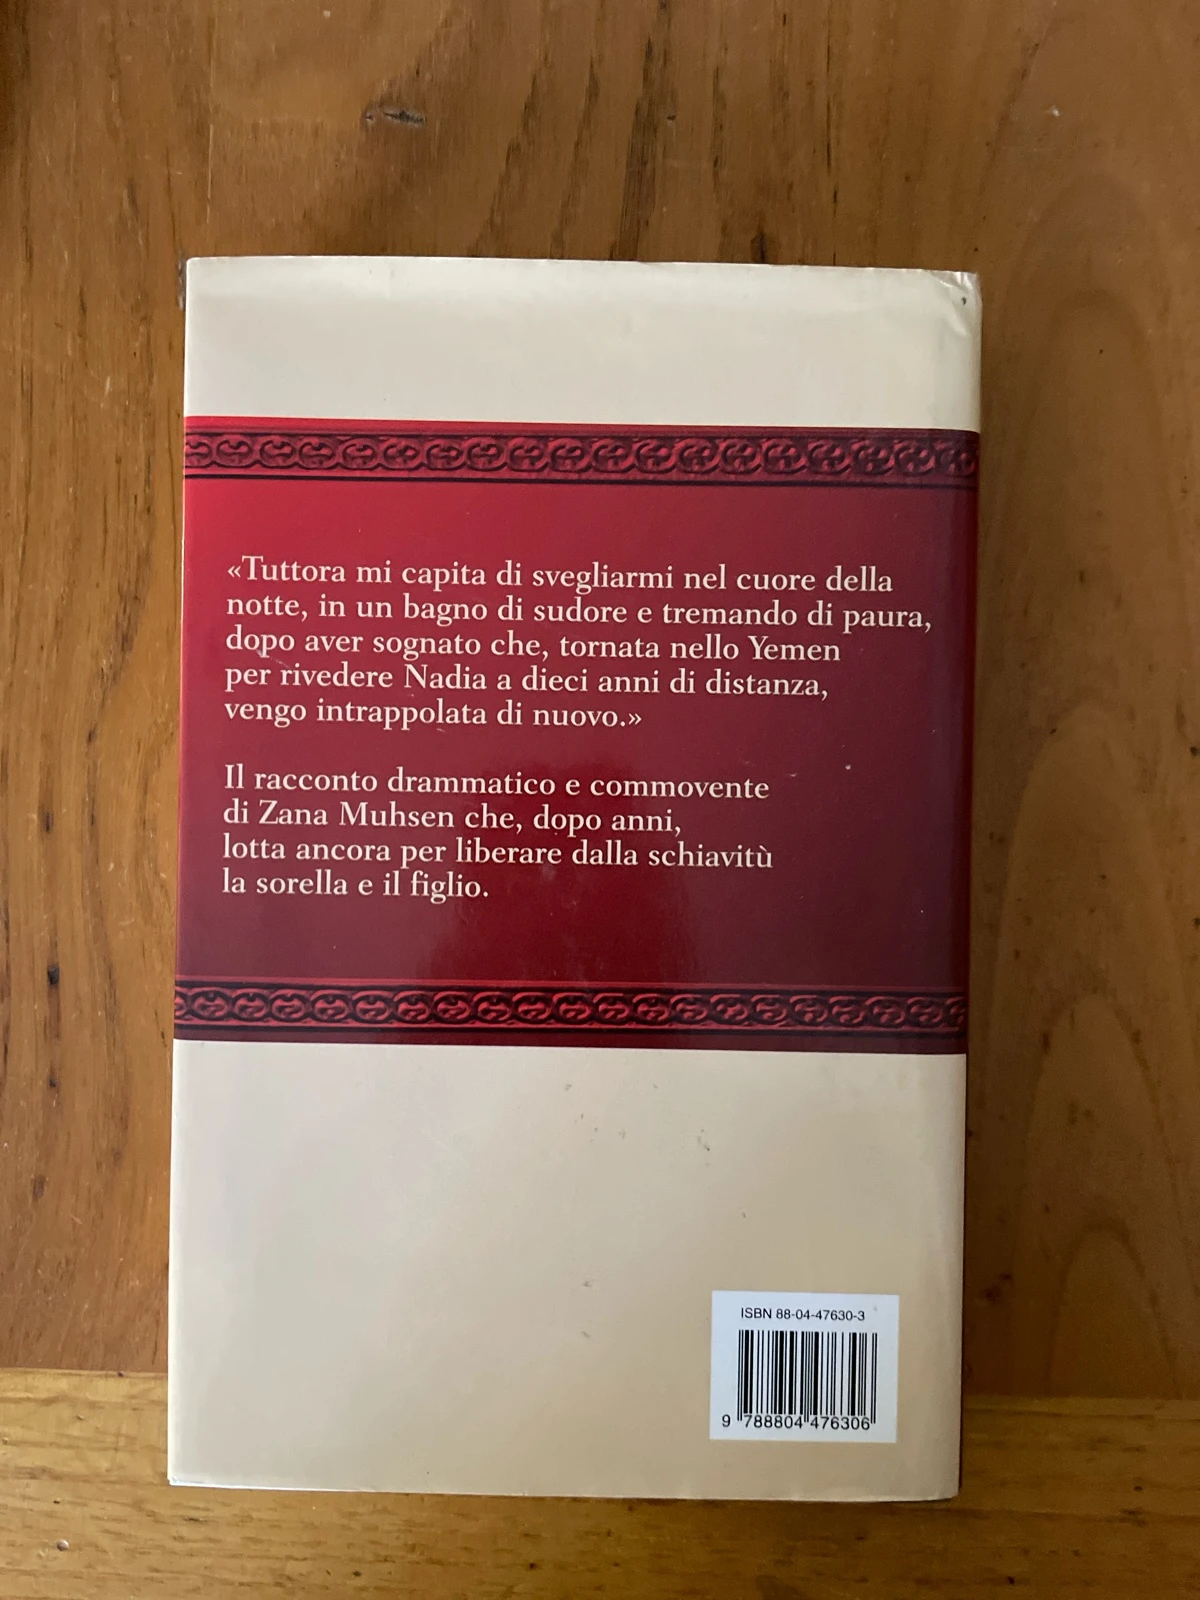 «Tuttora mi capita di svegliarmi nel cuore della
notte, in un bagno di sudore e tremando di paura,
dopo aver sognato che, tornata nello Yemen
per rivedere Nadia a dieci anni di distanza,
vengo intrappolata di nuovo.»
Il racconto drammatico e commovente
di Zana Muhsen che, dopo anni,
lotta ancora per liberare dalla schiavitù
la sorella e il figlio.
ISBN 88-04-47630-3
9 788804 476306